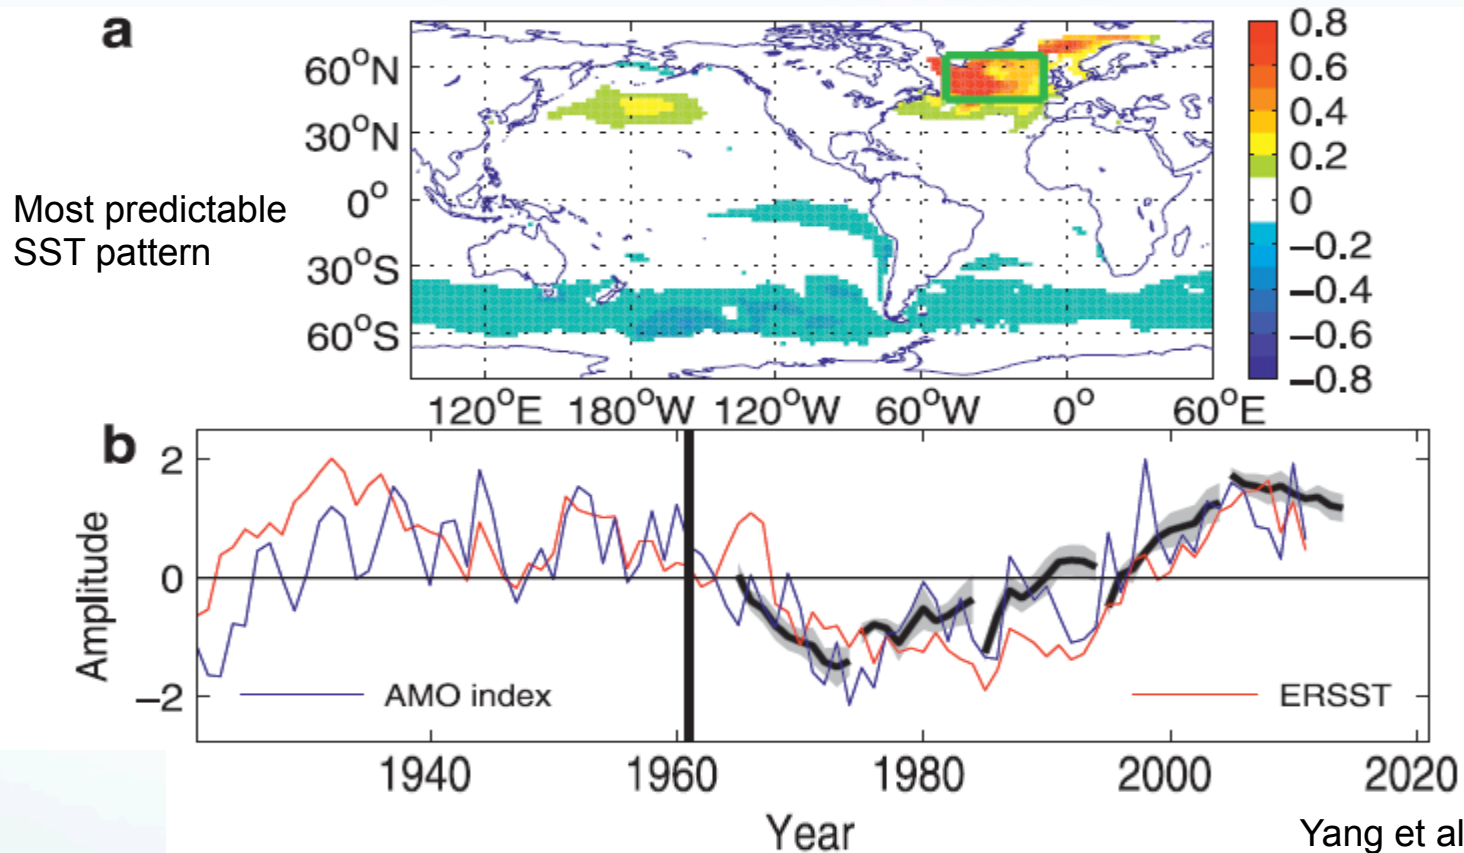 a
60°N
30°N
0°
30°S
60°S
120°E 180°W 120°W 60°W 0° 60°E
0.8
0.6
0.4
0.2
0
−0.2
−0.4
−0.6
−0.8
Most predictable
SST pattern
b
Amplitude
2
0
−2
AMO index
ERSST
1940 1960 1980 2000 2020
Year
Yang et al